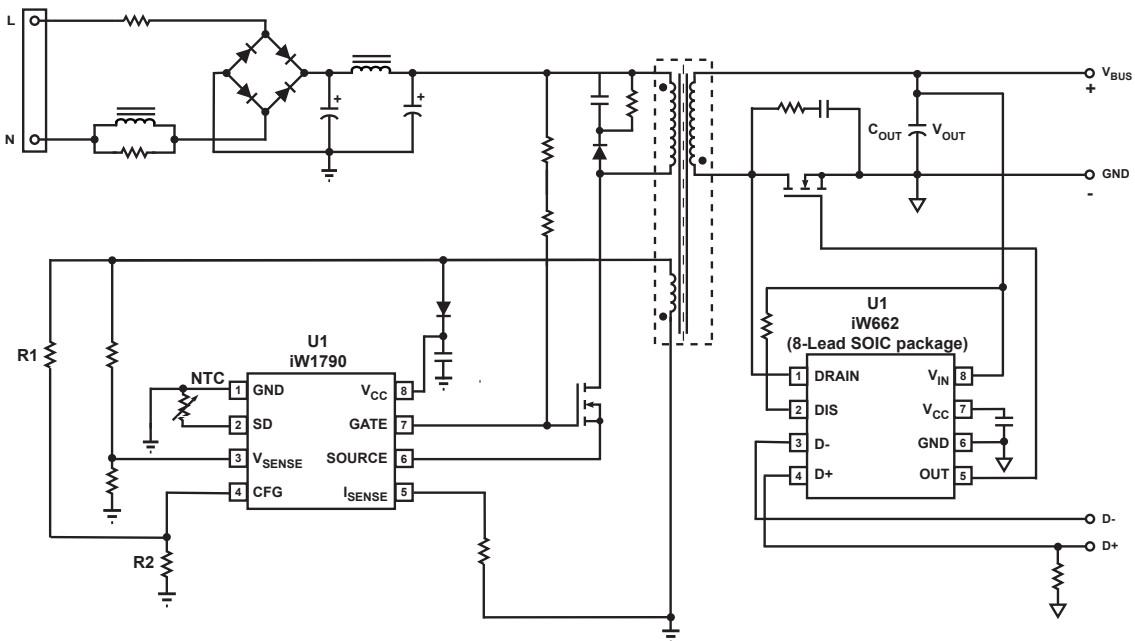 L
N
+
+
V_BUS
+
C_OUT
V_OUT
GND
-
R1
U1
iW1790
NTC
1 GND
2 SD
3 V_SENSE
4 CFG
V_CC 8
GATE 7
SOURCE 6
I_SENSE 5
R2
U1
iW662
(8-Lead SOIC package)
1 DRAIN
2 DIS
3 D-
4 D+
V_IN 8
V_CC 7
GND 6
OUT 5
D-
D+